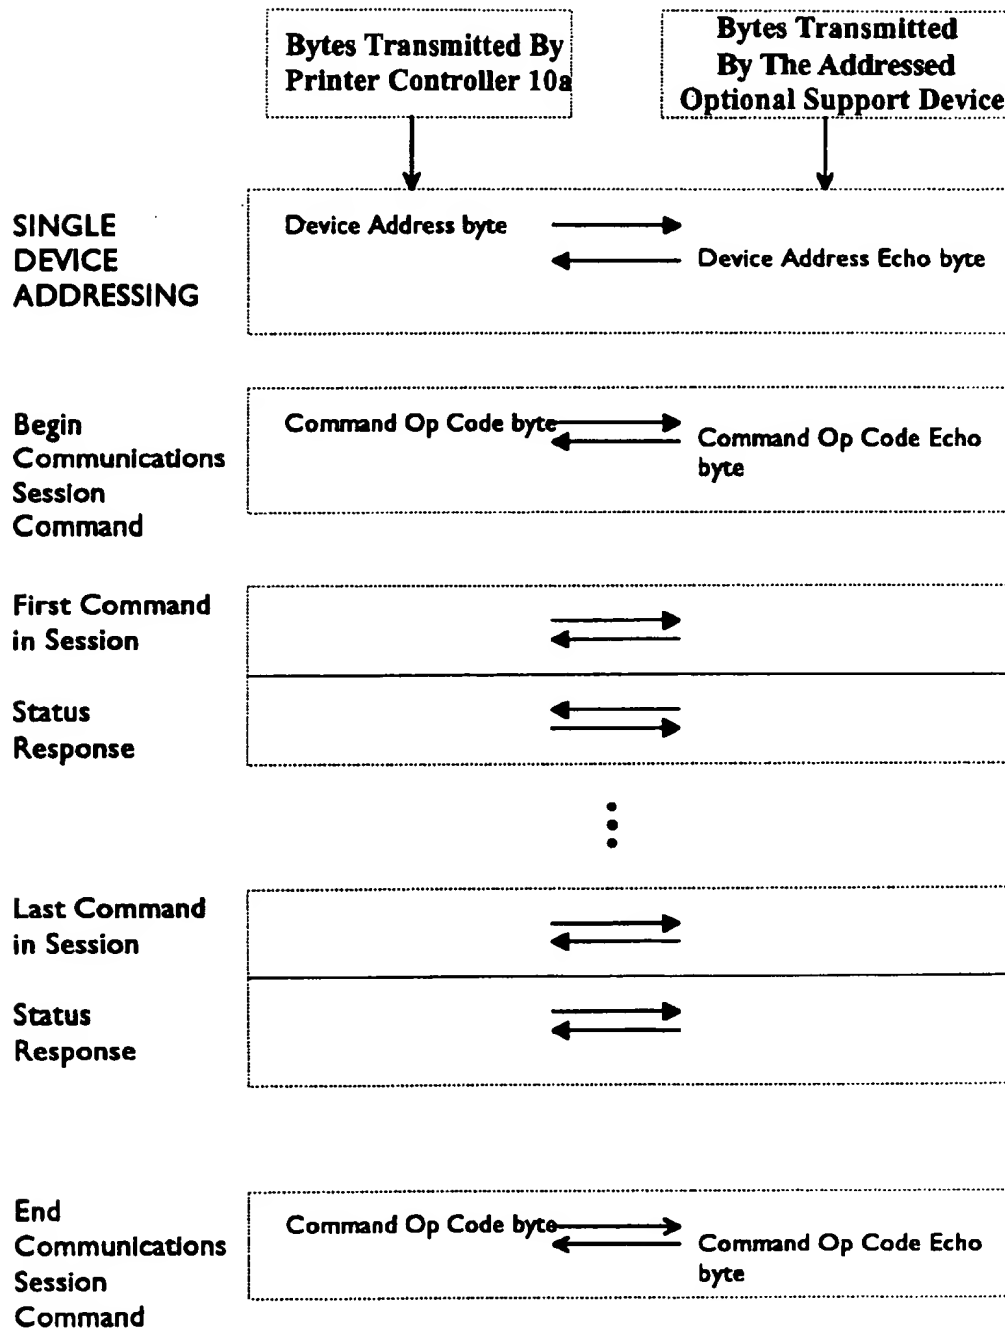 Bytes Transmitted By
Printer Controller 10a
Bytes Transmitted
By The Addressed
Optional Support Device
SINGLE
DEVICE
ADDRESSING
Device Address byte
Device Address Echo byte
Begin
Communications
Session
Command
Command Op Code byte
Command Op Code Echo
byte
First Command
in Session
Status
Response
Last Command
in Session
Status
Response
End
Communications
Session
Command
Command Op Code byte
Command Op Code Echo
byte